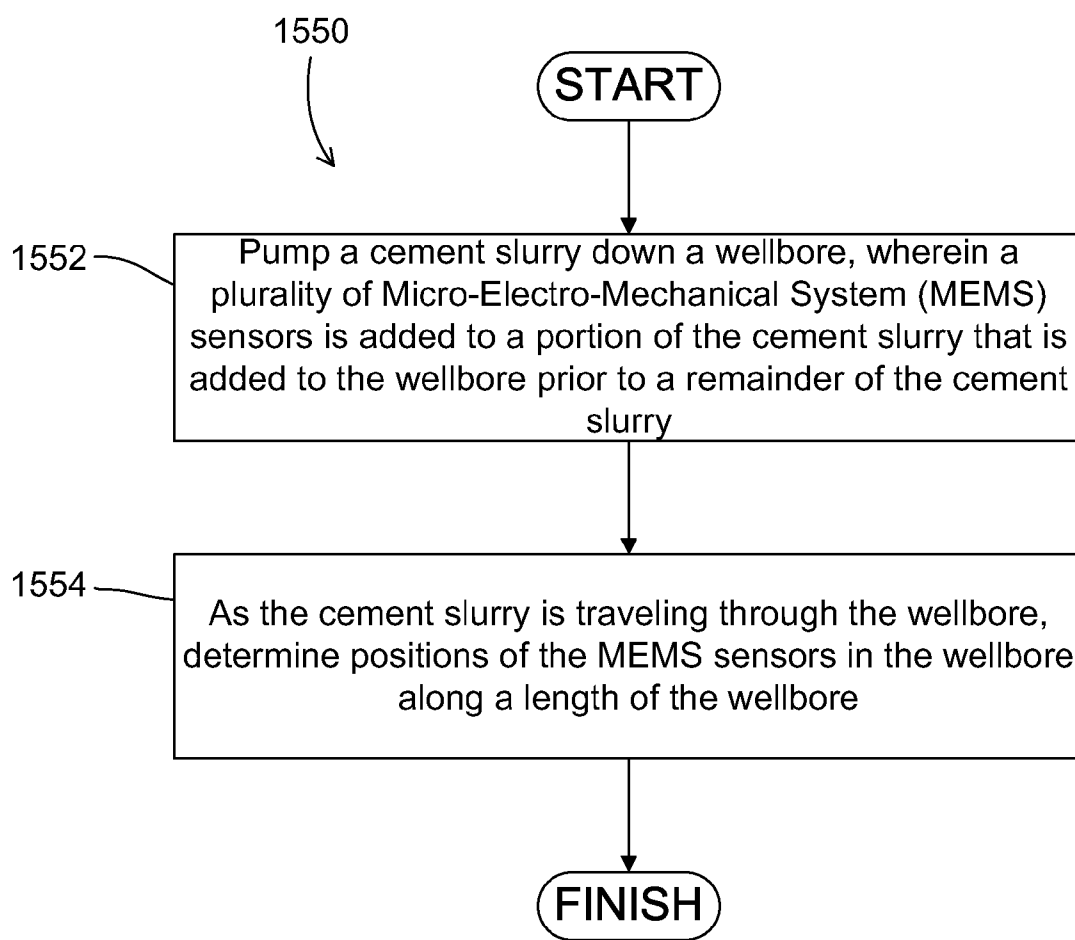 1550
START
1552
Pump a cement slurry down a wellbore, wherein a
plurality of Micro-Electro-Mechanical System (MEMS)
sensors is added to a portion of the cement slurry that is
added to the wellbore prior to a remainder of the cement
slurry
1554
As the cement slurry is traveling through the wellbore,
determine positions of the MEMS sensors in the wellbore
along a length of the wellbore
FINISH